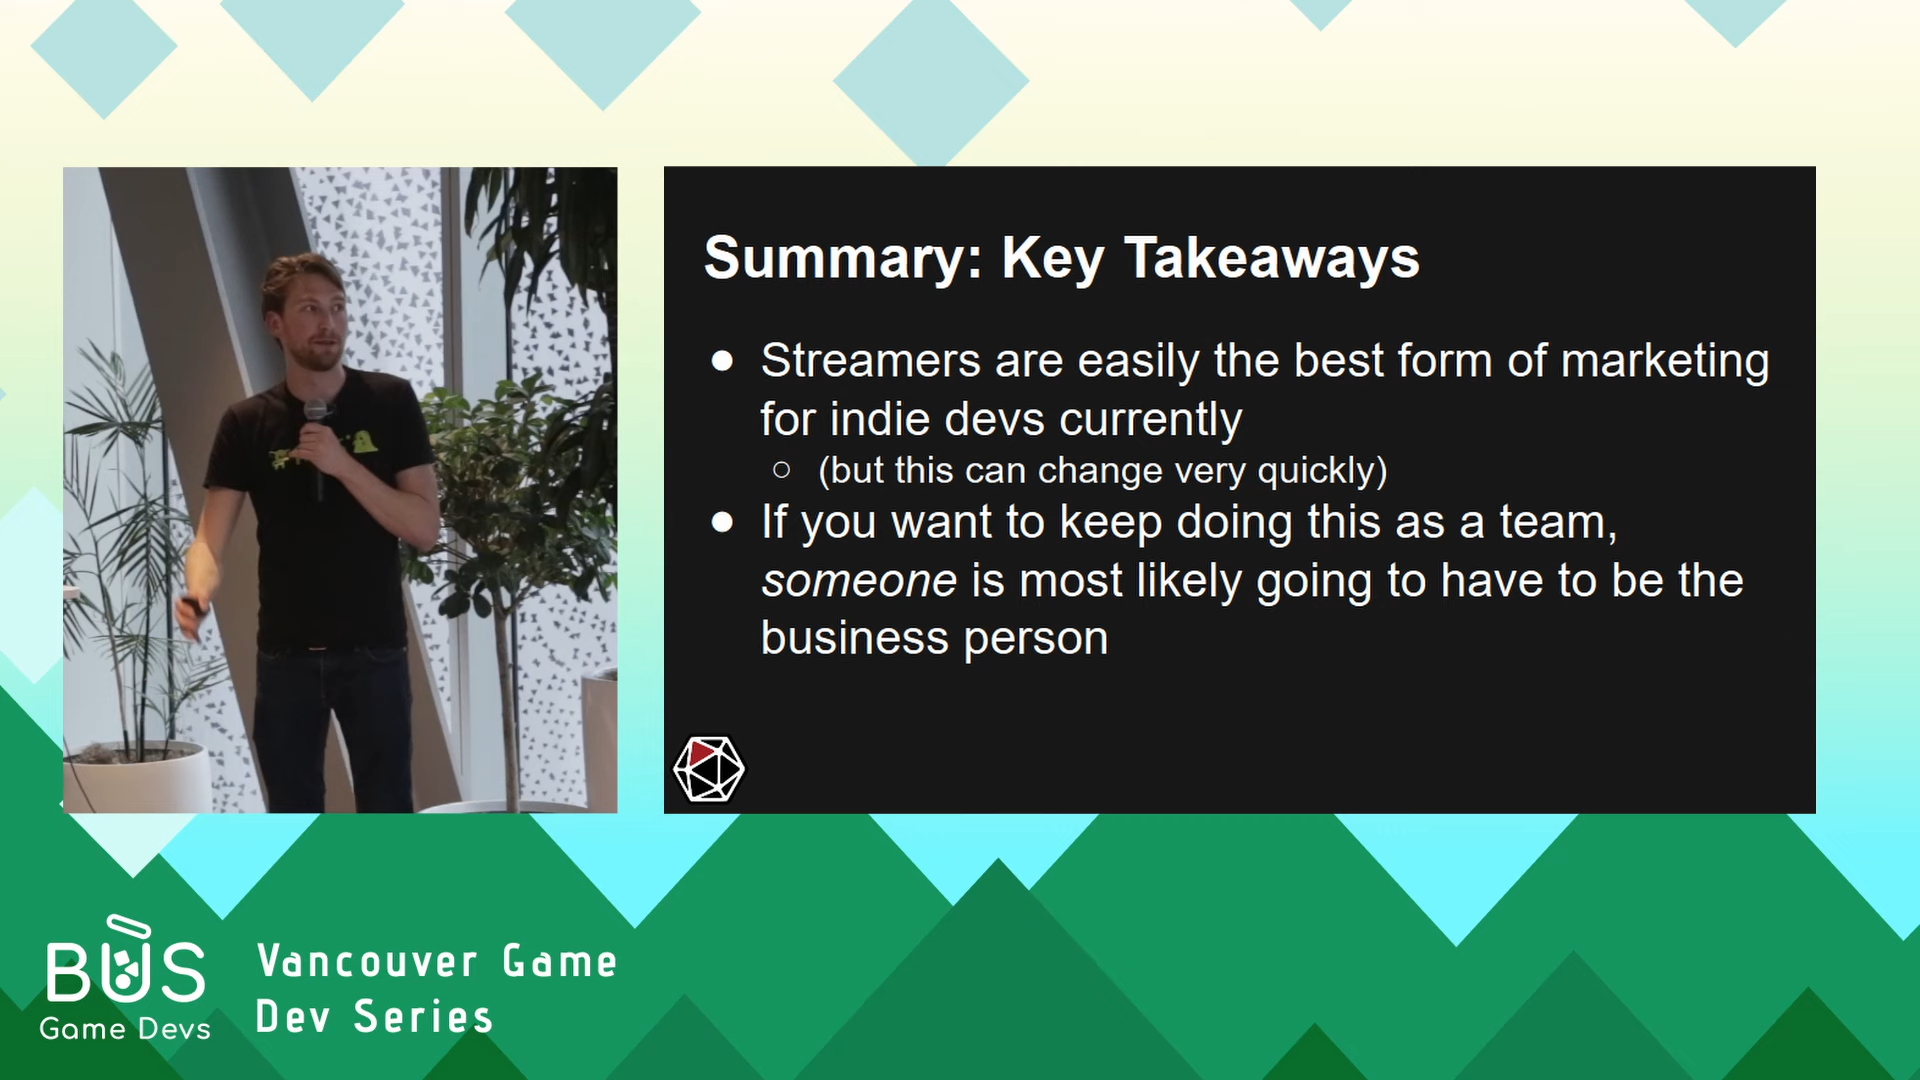 Summary: Key Takeaways
● Streamers are easily the best form of marketing
for indie devs currently
○ (but this can change very quickly)
● If you want to keep doing this as a team,
someone is most likely going to have to be the
business person
BUS
Game Devs
Vancouver Game
Dev Series